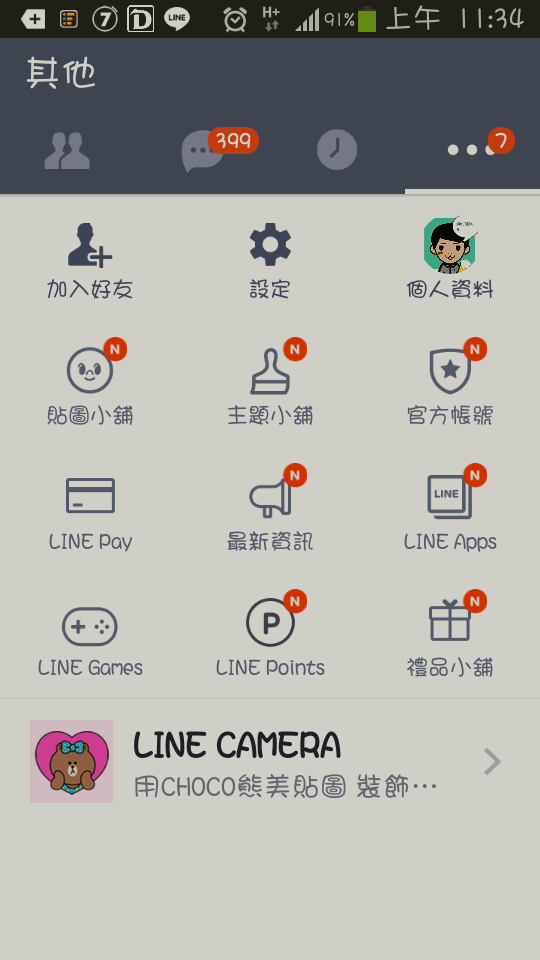 7 D LINE H+ 91% 上午 11:34
其他
399 7
加入好友 設定 個人資料
N N N
貼圖小舖 主題小舖 官方帳號
N LINE N
LINE Pay 最新資訊 LINE Apps
P N N
LINE Games LINE Points 禮品小舖
LINE CAMERA
用CHOCO熊美貼圖 裝飾…